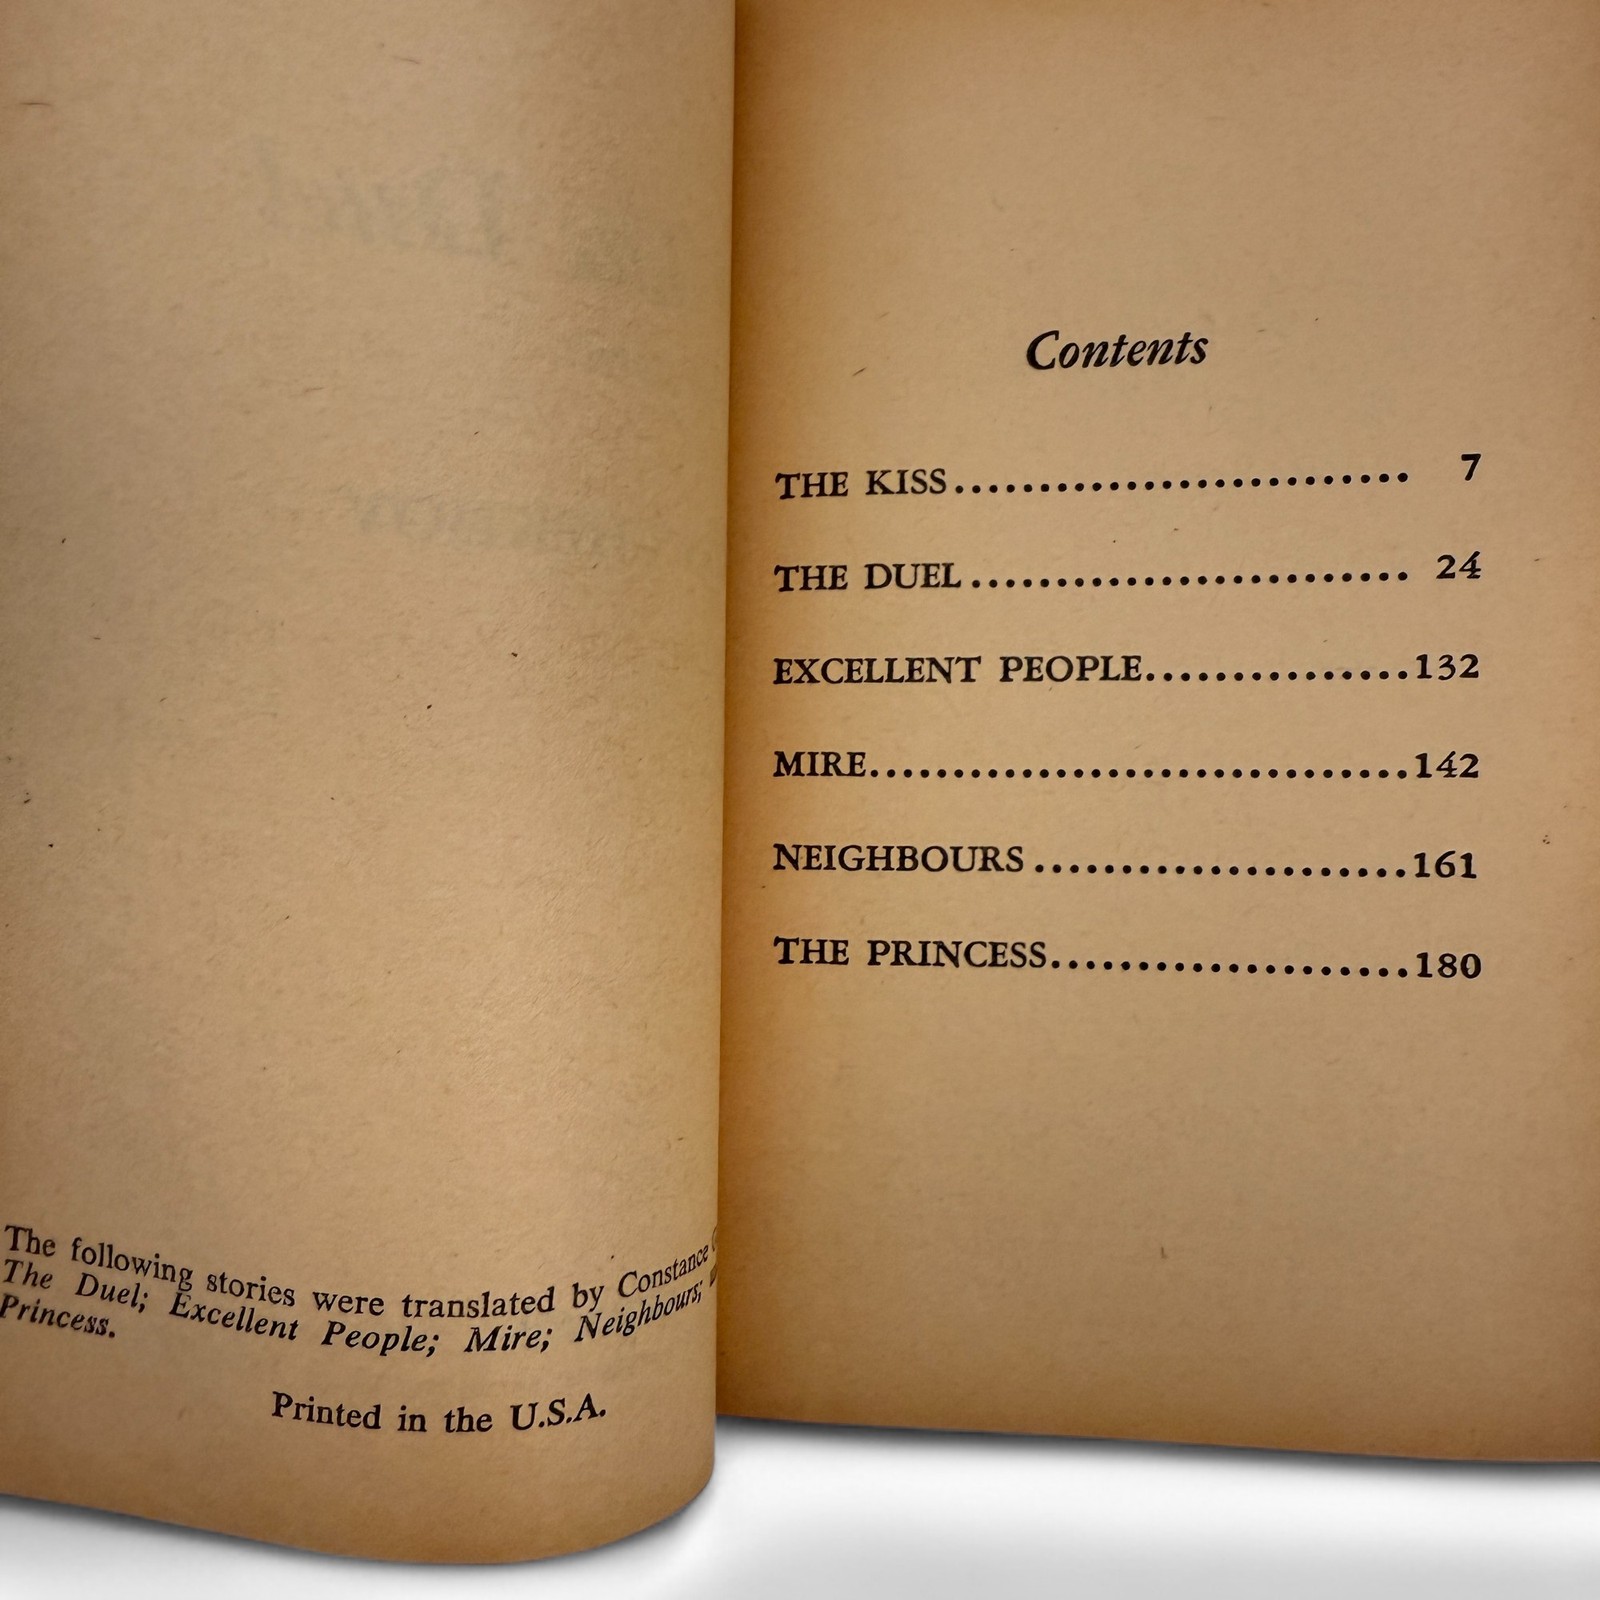 The following stories were translated by Constance
The Duel; Excellent People; Mire; Neighbours;
Princess.
Printed in the U.S.A.
Contents
THE KISS.......................... 7
THE DUEL......................... 24
EXCELLENT PEOPLE...............132
MIRE...............................142
NEIGHBOURS.....................161
THE PRINCESS....................180